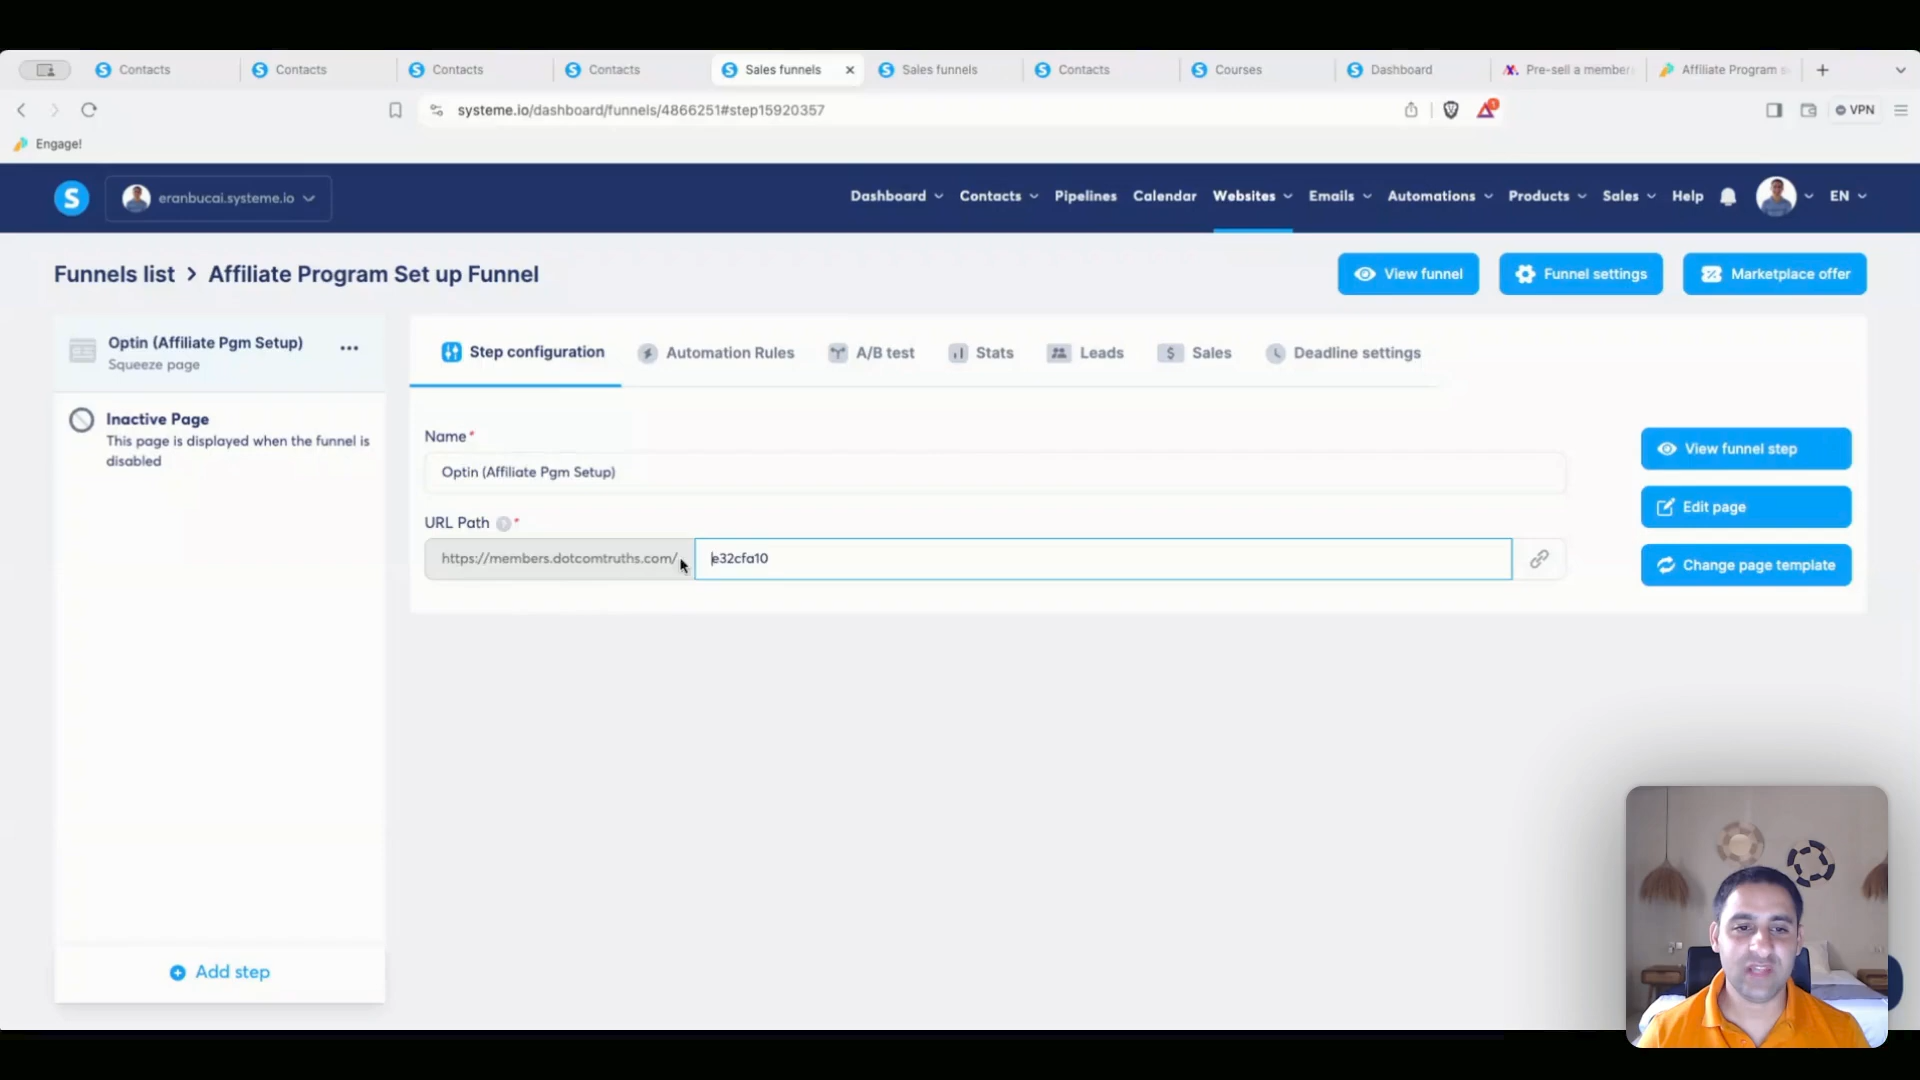 Contacts
Contacts
Contacts
Contacts
Sales funnels
Sales funnels
Contacts
Courses
Dashboard
Pre-sell a member
Affiliate Program s
systeme.io/dashboard/funnels/4866251#step15920357
1
VPN
Engage!
S
eranbucai.systeme.io
Dashboard
Contacts
Pipelines
Calendar
Websites
Emails
Automations
Products
Sales
Help
EN
Funnels list > Affiliate Program Set up Funnel
View funnel
Funnel settings
Marketplace offer
Optin (Affiliate Pgm Setup)
Squeeze page
Inactive Page
This page is displayed when the funnel is
disabled
Add step
Step configuration
Automation Rules
A/B test
Stats
Leads
$ Sales
Deadline settings
Name*
Optin (Affiliate Pgm Setup)
URL Path ? *
https://members.dotcomtruths.com/
e32cfa10
View funnel step
Edit page
Change page template